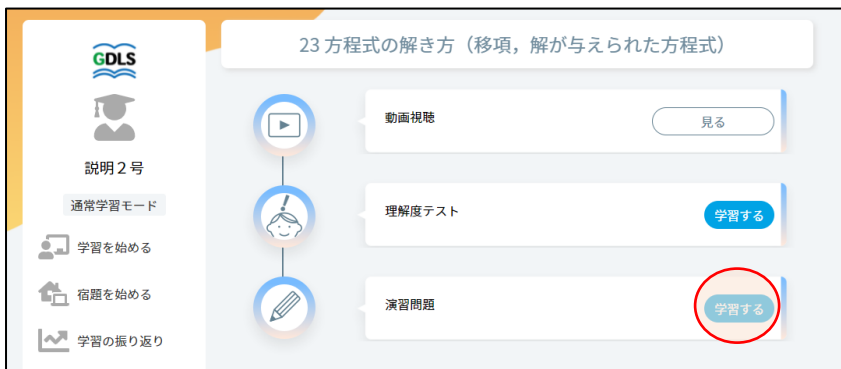 23 方程式の解き方（移項，解が与えられた方程式）
GDLS
説明２号
通常学習モード
学習を始める
宿題を始める
学習の振り返り
動画視聴
見る
理解度テスト
学習する
演習問題
学習する